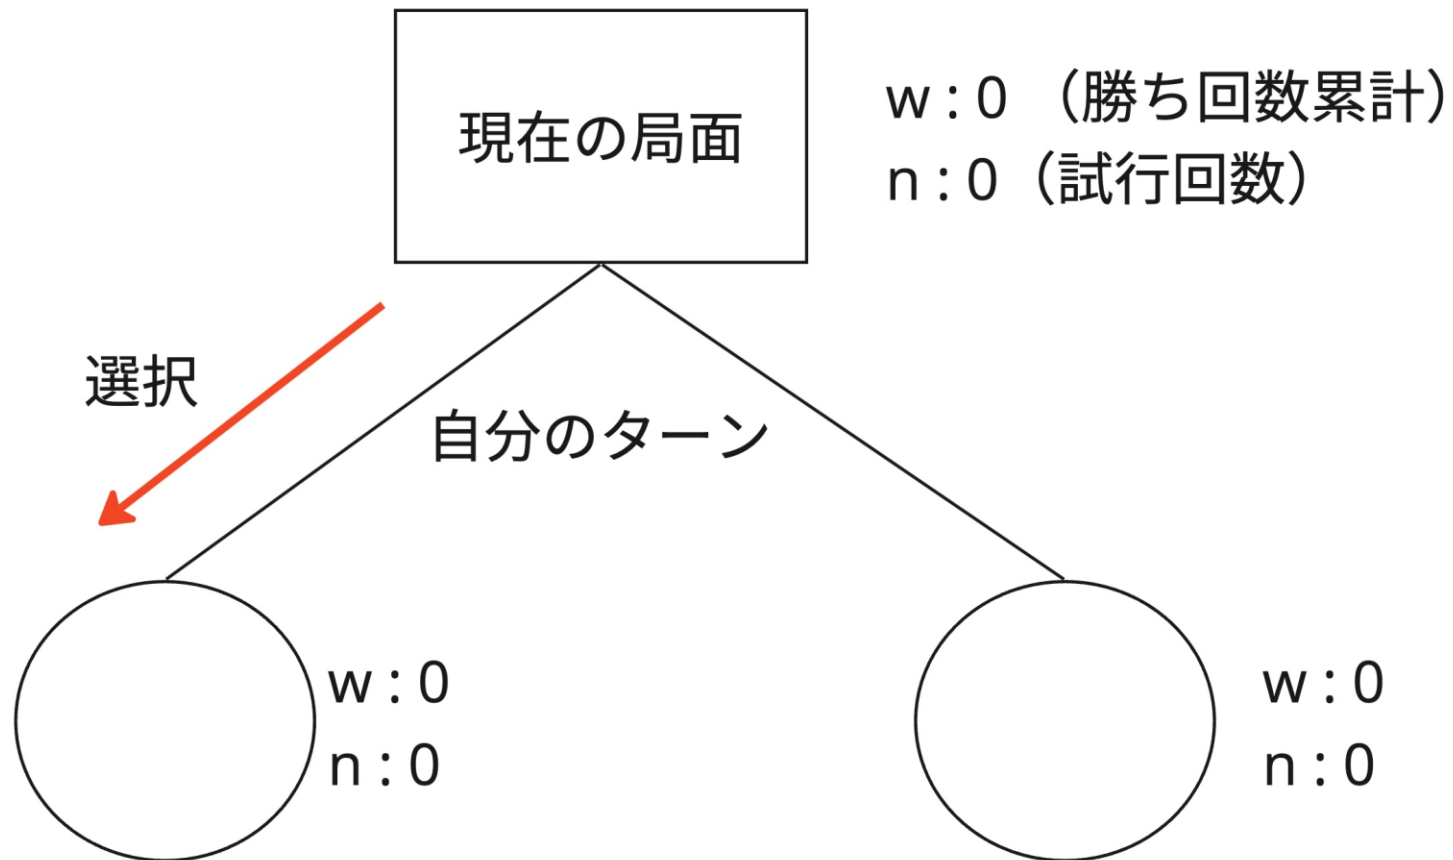 現在の局面
w : 0 （勝ち回数累計）
n : 0（試行回数）
選択
自分のターン
w : 0
n : 0
w : 0
n : 0